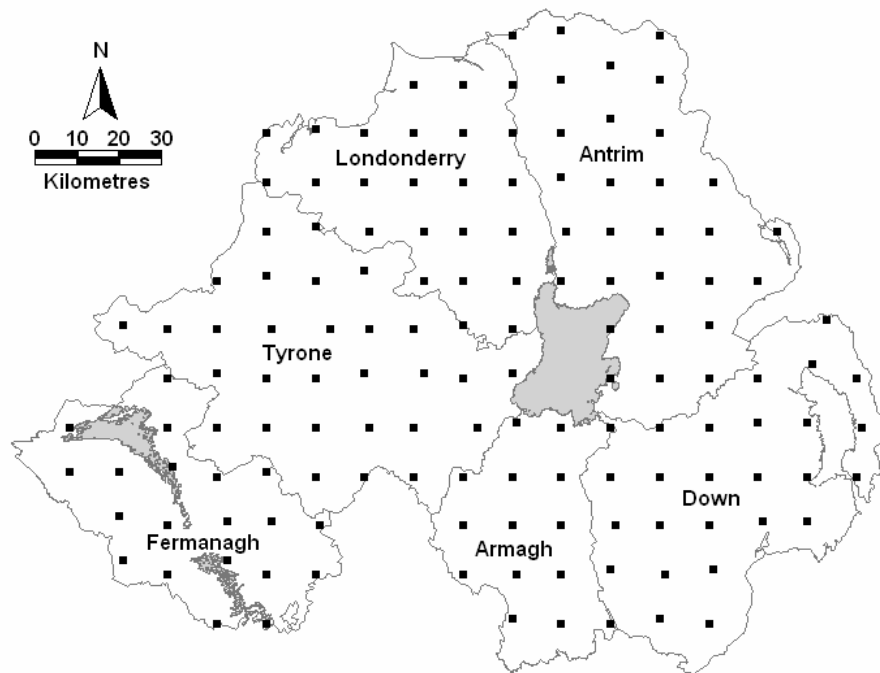 N
0 10 20 30
Kilometres
Londonderry
Antrim
Tyrone
Down
Fermanagh
Armagh